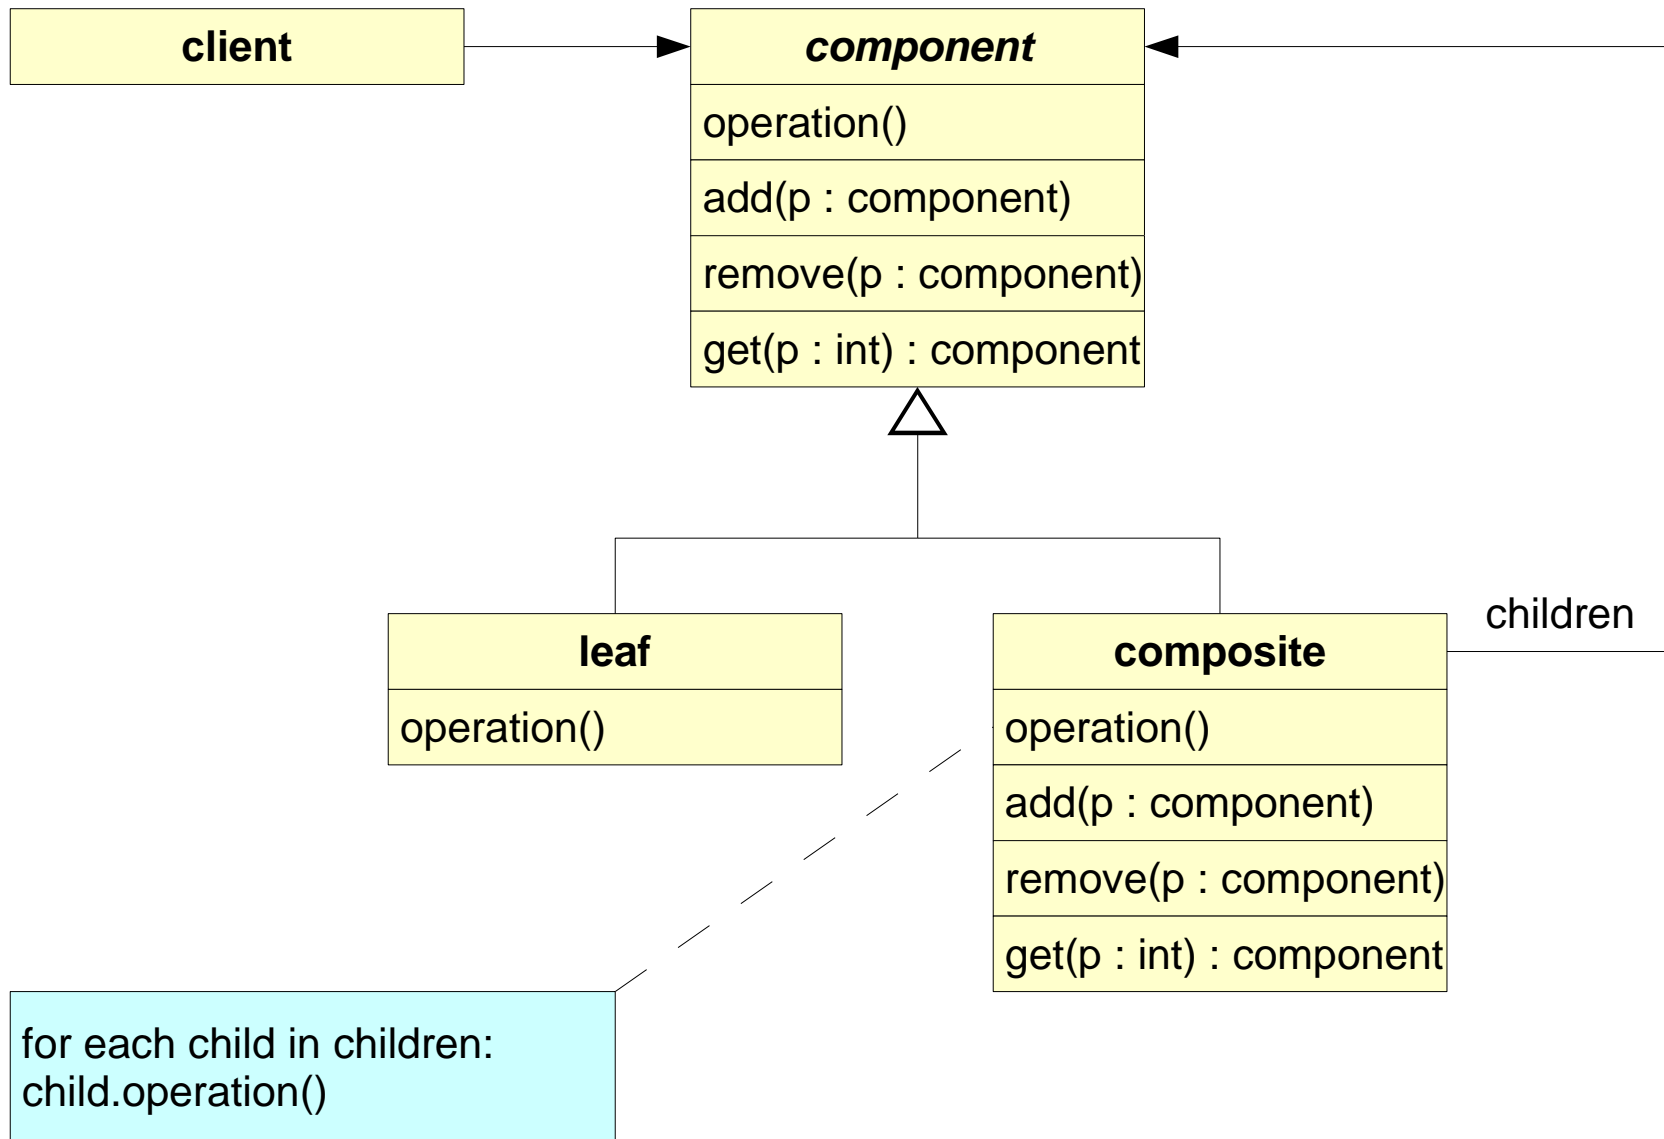 client
component
operation()
add(p : component)
remove(p : component)
get(p : int) : component
leaf
operation()
composite
operation()
add(p : component)
remove(p : component)
get(p : int) : component
children
for each child in children:
child.operation()